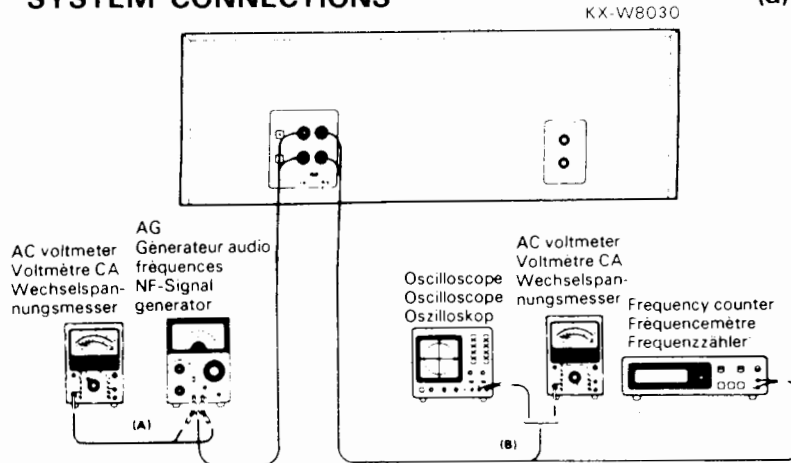 SYSTEM CONNECTIONS
KX-W8030
(a)
AC voltmeter
Voltmètre CA
Wechselspan-
nungsmesser
AG
Génerateur audio
fréquences
NF-Signal
generator
Oscilloscope
Oscilloscope
Oszilloskop
AC voltmeter
Voltmètre CA
Wechselspan-
nungsmesser
Frequency counter
Fréquencemètre
Frequenzzähler
(A)
(B)